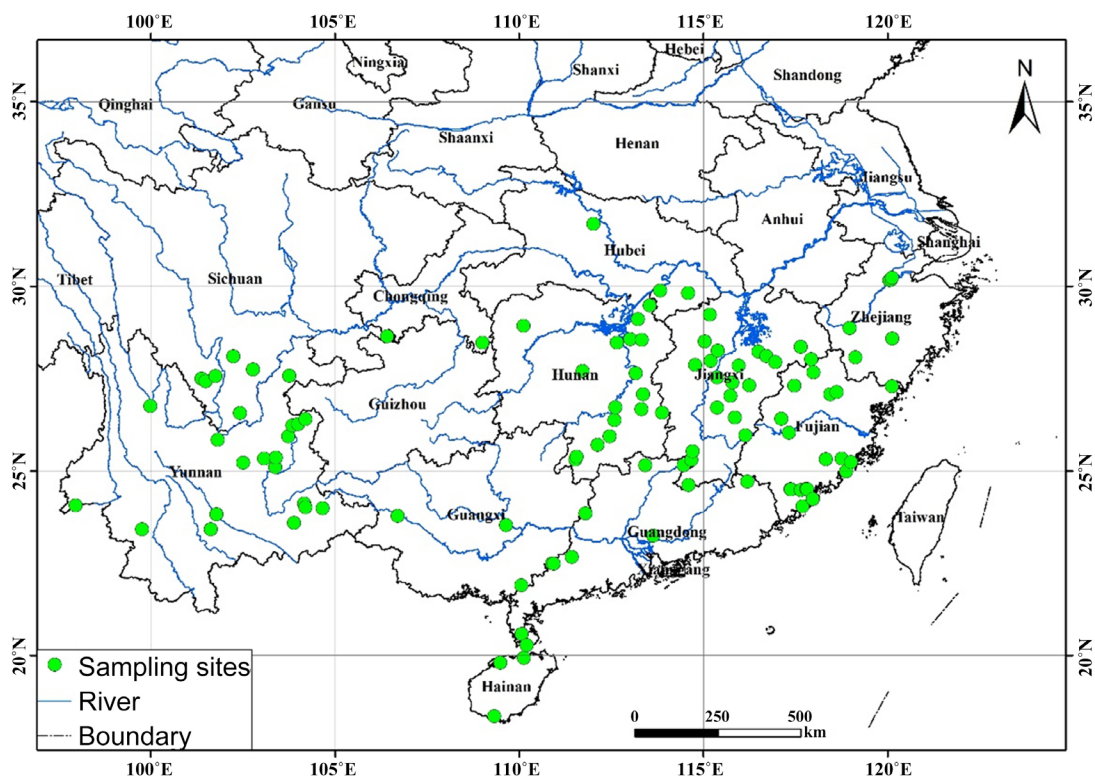 100°E 105°E 110°E 115°E 120°E
Hebei
Ningxia
Shanxi
Shandong
N
35°N
Qinghai
Gansu
35°N
Shaanxi
Henan
Jiangsu
Anhui
Shanghai
Hubei
Tibet
Sichuan
30°N
Chongqing
30°N
Zhejiang
Hunan
Jiangxi
Guizhou
Fujian
25°N
Yunnan
25°N
Guangxi
Taiwan
Guangdong
Xianggang
20°N
Sampling sites
20°N
Hainan
River
0 250 500
km
Boundary
100°E 105°E 110°E 115°E 120°E